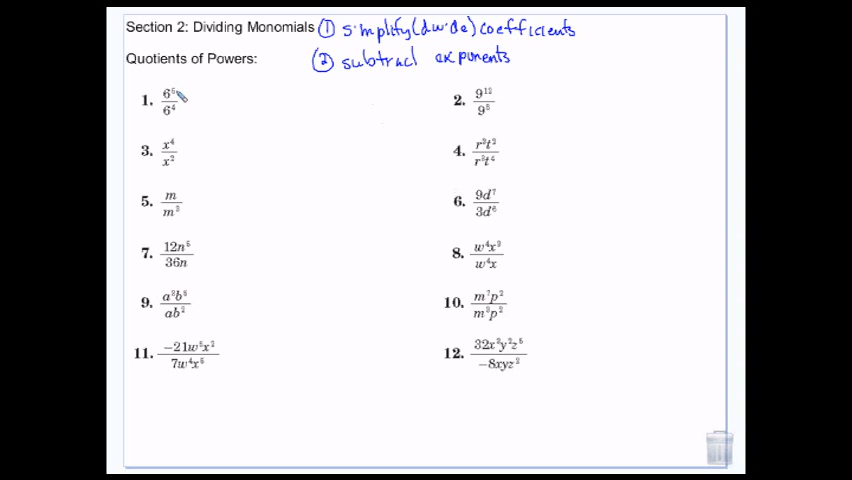 Section 2: Dividing Monomials ① simplify (divide) coefficients
Quotients of Powers: ② subtract exponents
1. 6⁵/6⁴ 2. 9¹²/9⁸
3. x⁴/x² 4. r³t²/r³t⁴
5. m/m³ 6. 9d⁷/3d⁶
7. 12n⁵/36n 8. w⁴x³/w⁴x
9. a³b⁵/ab² 10. m⁷p²/m³p²
11. −21w⁵x²/7w⁴x⁵ 12. 32x³y²z⁵/−8xyz²